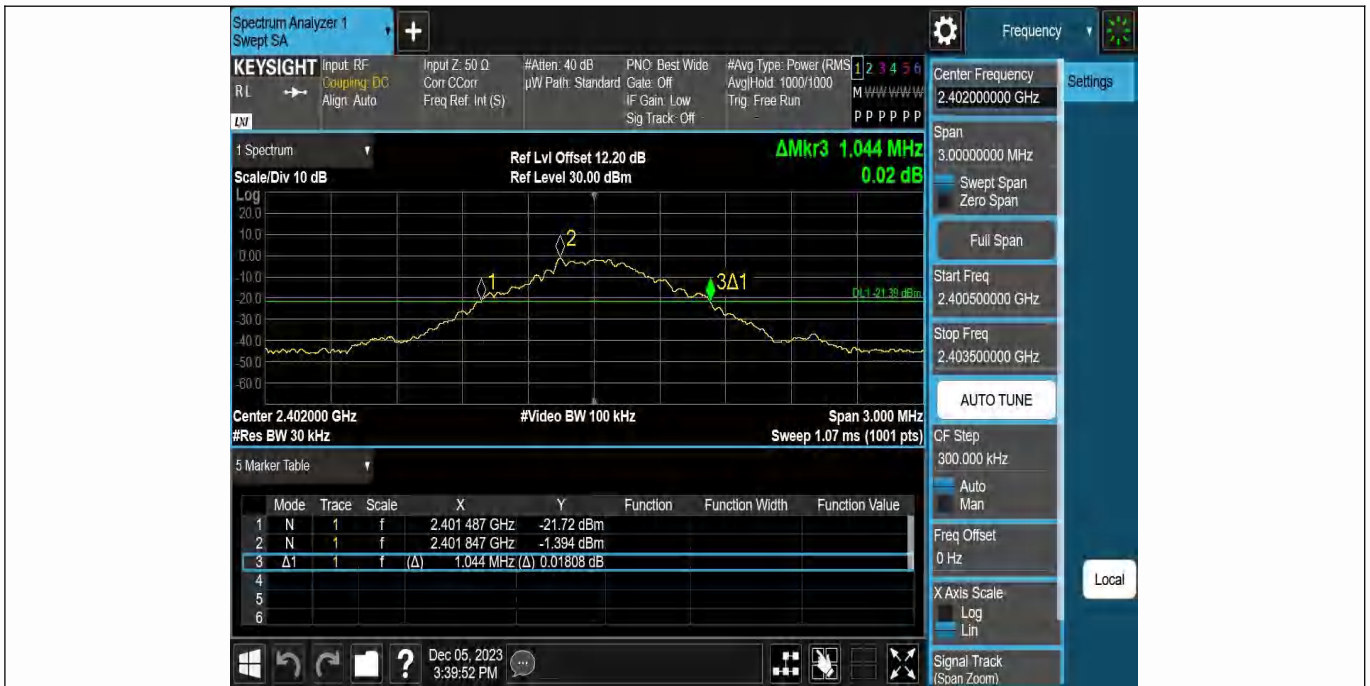 Spectrum Analyzer 1
Swept SA
+
Frequency
KEYSIGHT
RL
LXI
Input: RF
Coupling: DC
Align: Auto
Input Z: 50 Ω
Corr CCorr
Freq Ref: Int (S)
#Atten: 40 dB
µW Path: Standard
PNO: Best Wide
Gate: Off
IF Gain: Low
Sig Track: Off
#Avg Type: Power (RMS
Avg|Hold: 1000/1000
Trig: Free Run
1 2 3 4 5 6
M W W W W W
P P P P P P
1 Spectrum
Scale/Div 10 dB
Ref Lvl Offset 12.20 dB
Ref Level 30.00 dBm
ΔMkr3 1.044 MHz
0.02 dB
Log
20.0
10.0
0.00
-10.0
-20.0
-30.0
-40.0
-50.0
-60.0
1
2
3Δ1
DL1 -21.39 dBm
Center 2.402000 GHz
#Video BW 100 kHz
Span 3.000 MHz
#Res BW 30 kHz
Sweep 1.07 ms (1001 pts)
5 Marker Table
Mode Trace Scale X Y Function Function Width Function Value
1 N 1 f 2.401 487 GHz -21.72 dBm
2 N 1 f 2.401 847 GHz -1.394 dBm
3 Δ1 1 f (Δ) 1.044 MHz (Δ) 0.01808 dB
4
5
6
?
Dec 05, 2023
3:39:52 PM
Center Frequency
2.402000000 GHz
Settings
Span
3.00000000 MHz
Swept Span
Zero Span
Full Span
Start Freq
2.400500000 GHz
Stop Freq
2.403500000 GHz
AUTO TUNE
CF Step
300.000 kHz
Auto
Man
Freq Offset
0 Hz
X Axis Scale
Log
Lin
Signal Track
(Span Zoom)
Local